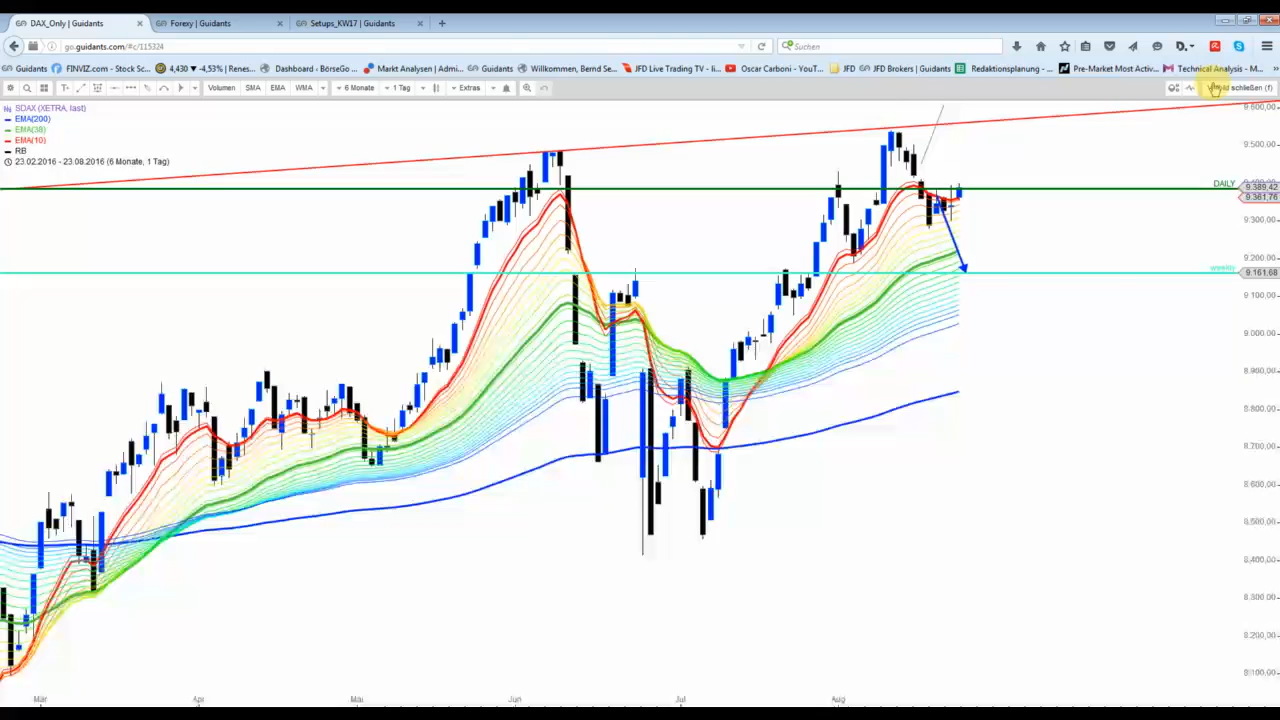 DAX_Only | Guidants
Forexy | Guidants
Setups_KW17 | Guidants
go.guidants.com/#c/115324
Suchen
Guidants
FINVIZ.com - Stock Sc...
4,430 ▾ -4,53% | Renes...
Dashboard - BörseGo ...
Markt Analysen | Admi...
Willkommen, Bernd Se...
JFD Live Trading TV - li...
Oscar Carboni - YouT...
JFD
JFD Brokers | Guidants
Redaktionsplanung - ...
Pre-Market Most Activ...
Technical Analysis - M...
Volumen
SMA
EMA
WMA
6 Monate
1 Tag
Extras
schließen (f)
SDAX (XETRA, last)
EMA(200)
EMA(38)
EMA(10)
RB
23.02.2016 - 23.08.2016 (6 Monate, 1 Tag)
9.600,00
9.500,00
DAILY
9.389,42
9.361,76
9.300,00
9.200,00
WEEKLY
9.161,68
9.100,00
9.000,00
8.900,00
8.800,00
8.700,00
8.600,00
8.500,00
8.400,00
8.300,00
8.200,00
8.100,00
Mär
Apr
Mai
Jun
Jul
Aug